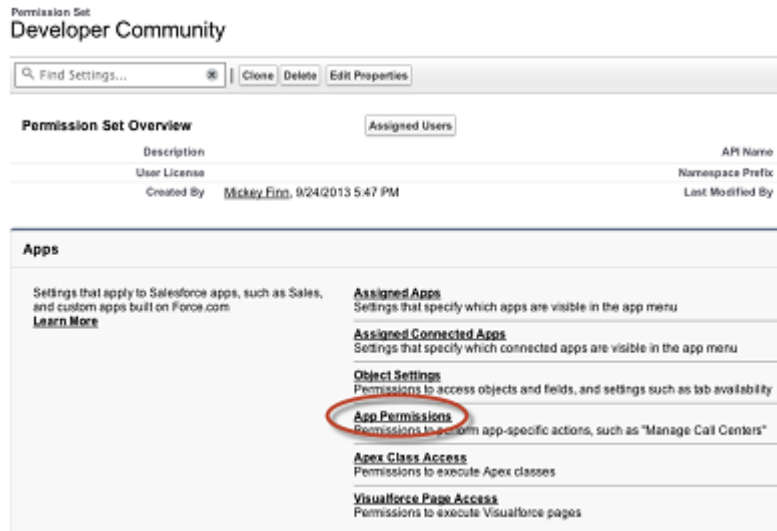 Permission Set
Developer Community
Find Settings...
Clone Delete Edit Properties
Permission Set Overview Assigned Users
Description API Name
User License Namespace Prefix
Created By Mickey Finn, 9/24/2013 5:47 PM Last Modified By
Apps
Settings that apply to Salesforce apps, such as Sales,
and custom apps built on Force.com
Learn More
Assigned Apps
Settings that specify which apps are visible in the app menu
Assigned Connected Apps
Settings that specify which connected apps are visible in the app menu
Object Settings
Permissions to access objects and fields, and settings such as tab availability
App Permissions
Permissions to perform app-specific actions, such as "Manage Call Centers"
Apex Class Access
Permissions to execute Apex classes
Visualforce Page Access
Permissions to execute Visualforce pages